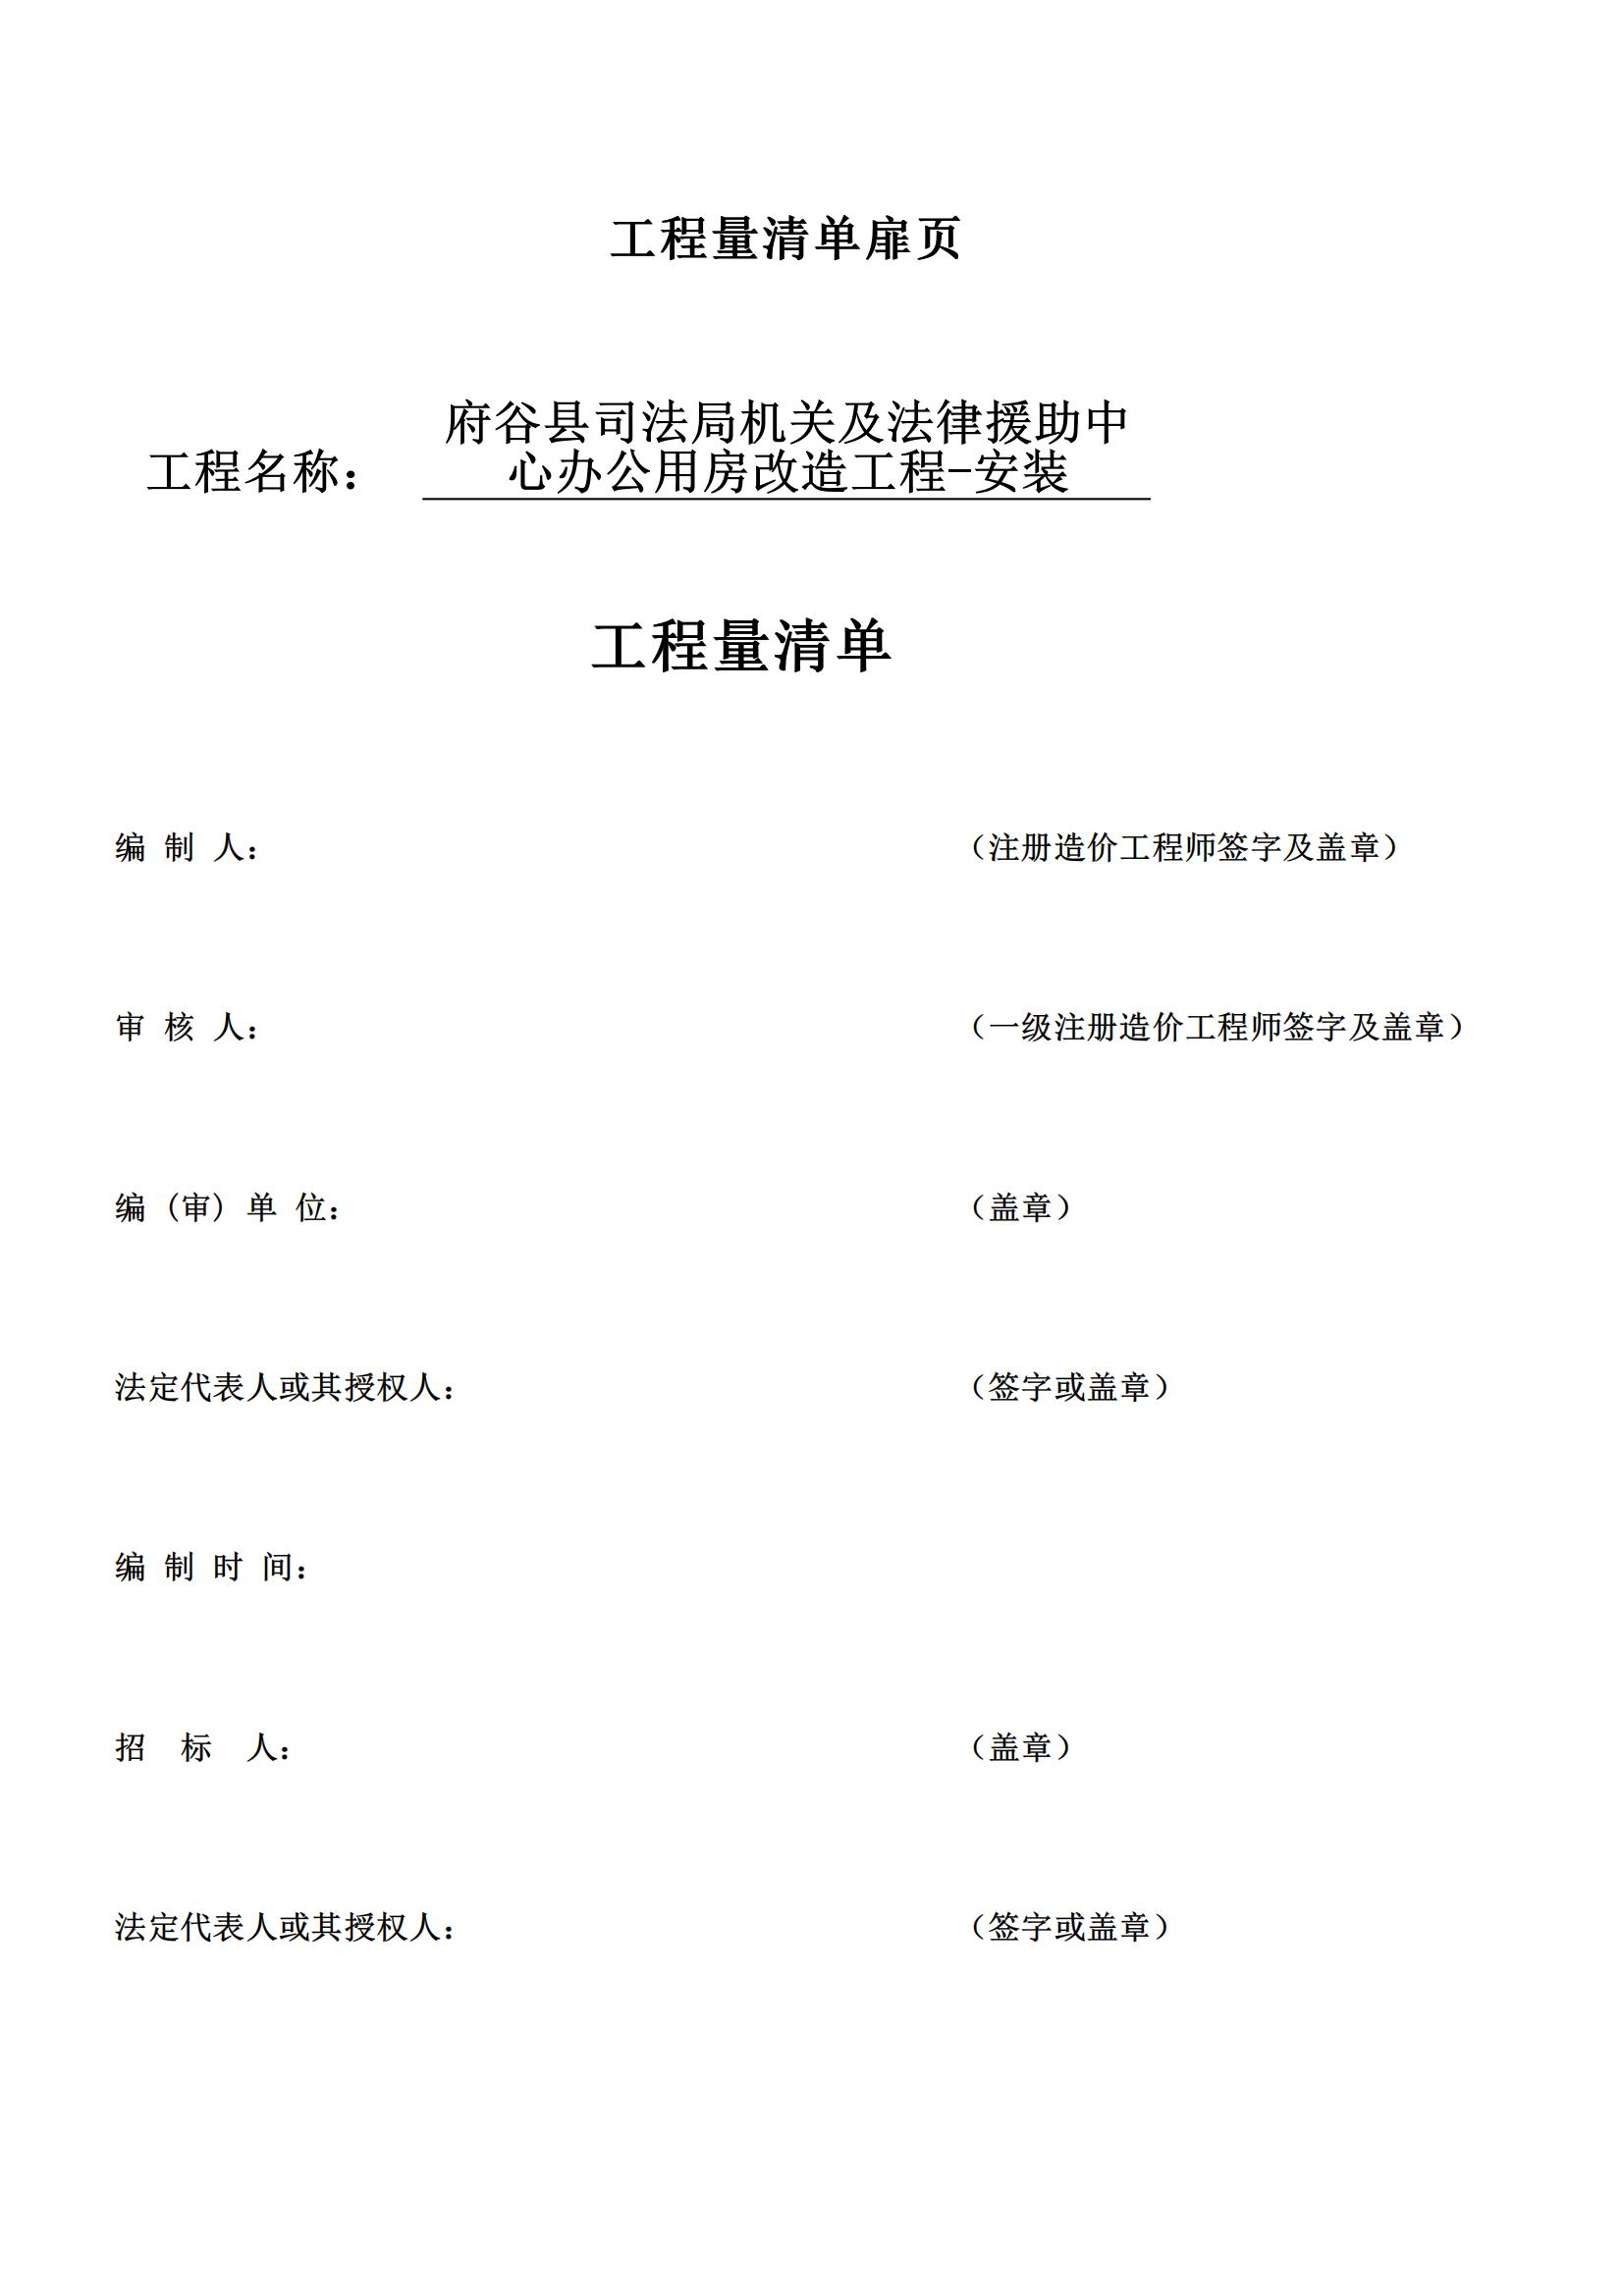 工程量清单扉页
府谷县司法局机关及法律援助中
工程名称： 心办公用房改造工程-安装
工程量清单
编 制 人： （注册造价工程师签字及盖章）
审 核 人： （一级注册造价工程师签字及盖章）
编（审）单 位： （盖章）
法定代表人或其授权人： （签字或盖章）
编 制 时 间：
招 标 人： （盖章）
法定代表人或其授权人： （签字或盖章）